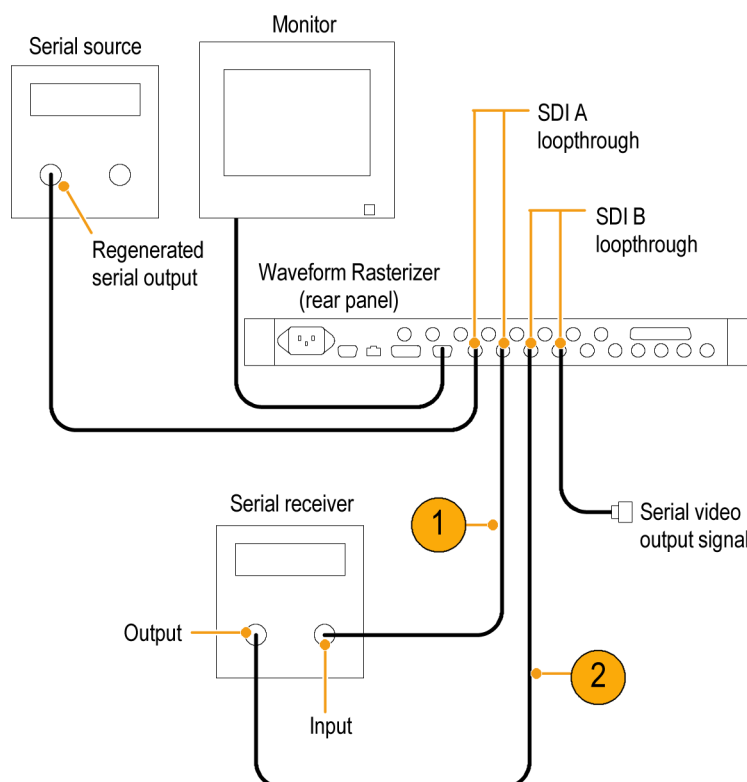 Monitor
Serial source
SDI A
loopthrough
SDI B
loopthrough
Regenerated
serial output
Waveform Rasterizer
(rear panel)
Serial receiver
1
Serial video
output signal
Output
2
Input